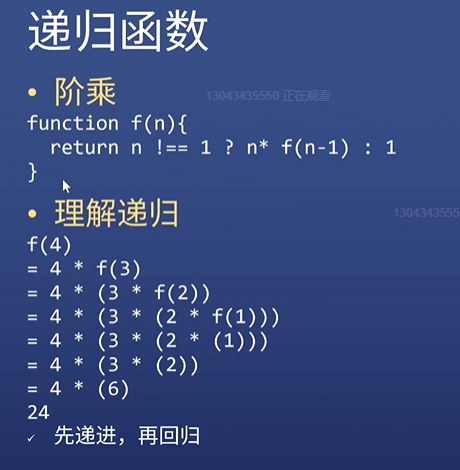 递归函数
• 阶乘
13043435550 正在观看
function f(n){
return n !== 1 ? n* f(n-1) : 1
}
• 理解递归
1304343555
f(4)
= 4 * f(3)
= 4 * (3 * f(2))
= 4 * (3 * (2 * f(1)))
= 4 * (3 * (2 * (1)))
= 4 * (3 * (2))
= 4 * (6)
24
✓ 先递进，再回归